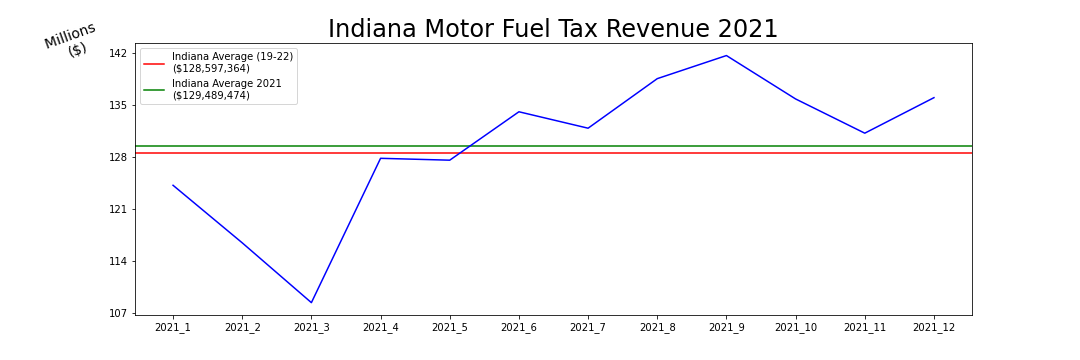 Indiana Motor Fuel Tax Revenue 2021
Millions
($)
Indiana Average (19-22)
($128,597,364)
Indiana Average 2021
($129,489,474)
142
135
128
121
114
107
2021_1 2021_2 2021_3 2021_4 2021_5 2021_6 2021_7 2021_8 2021_9 2021_10 2021_11 2021_12